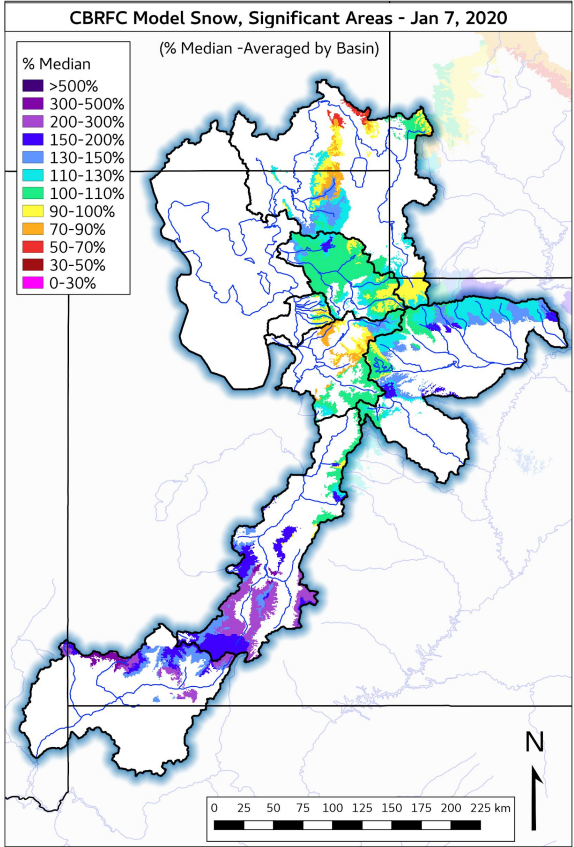 CBRFC Model Snow, Significant Areas - Jan 7, 2020
(% Median -Averaged by Basin)
% Median
>500%
300-500%
200-300%
150-200%
130-150%
110-130%
100-110%
90-100%
70-90%
50-70%
30-50%
0-30%
N
0 25 50 75 100 125 150 175 200 225 km